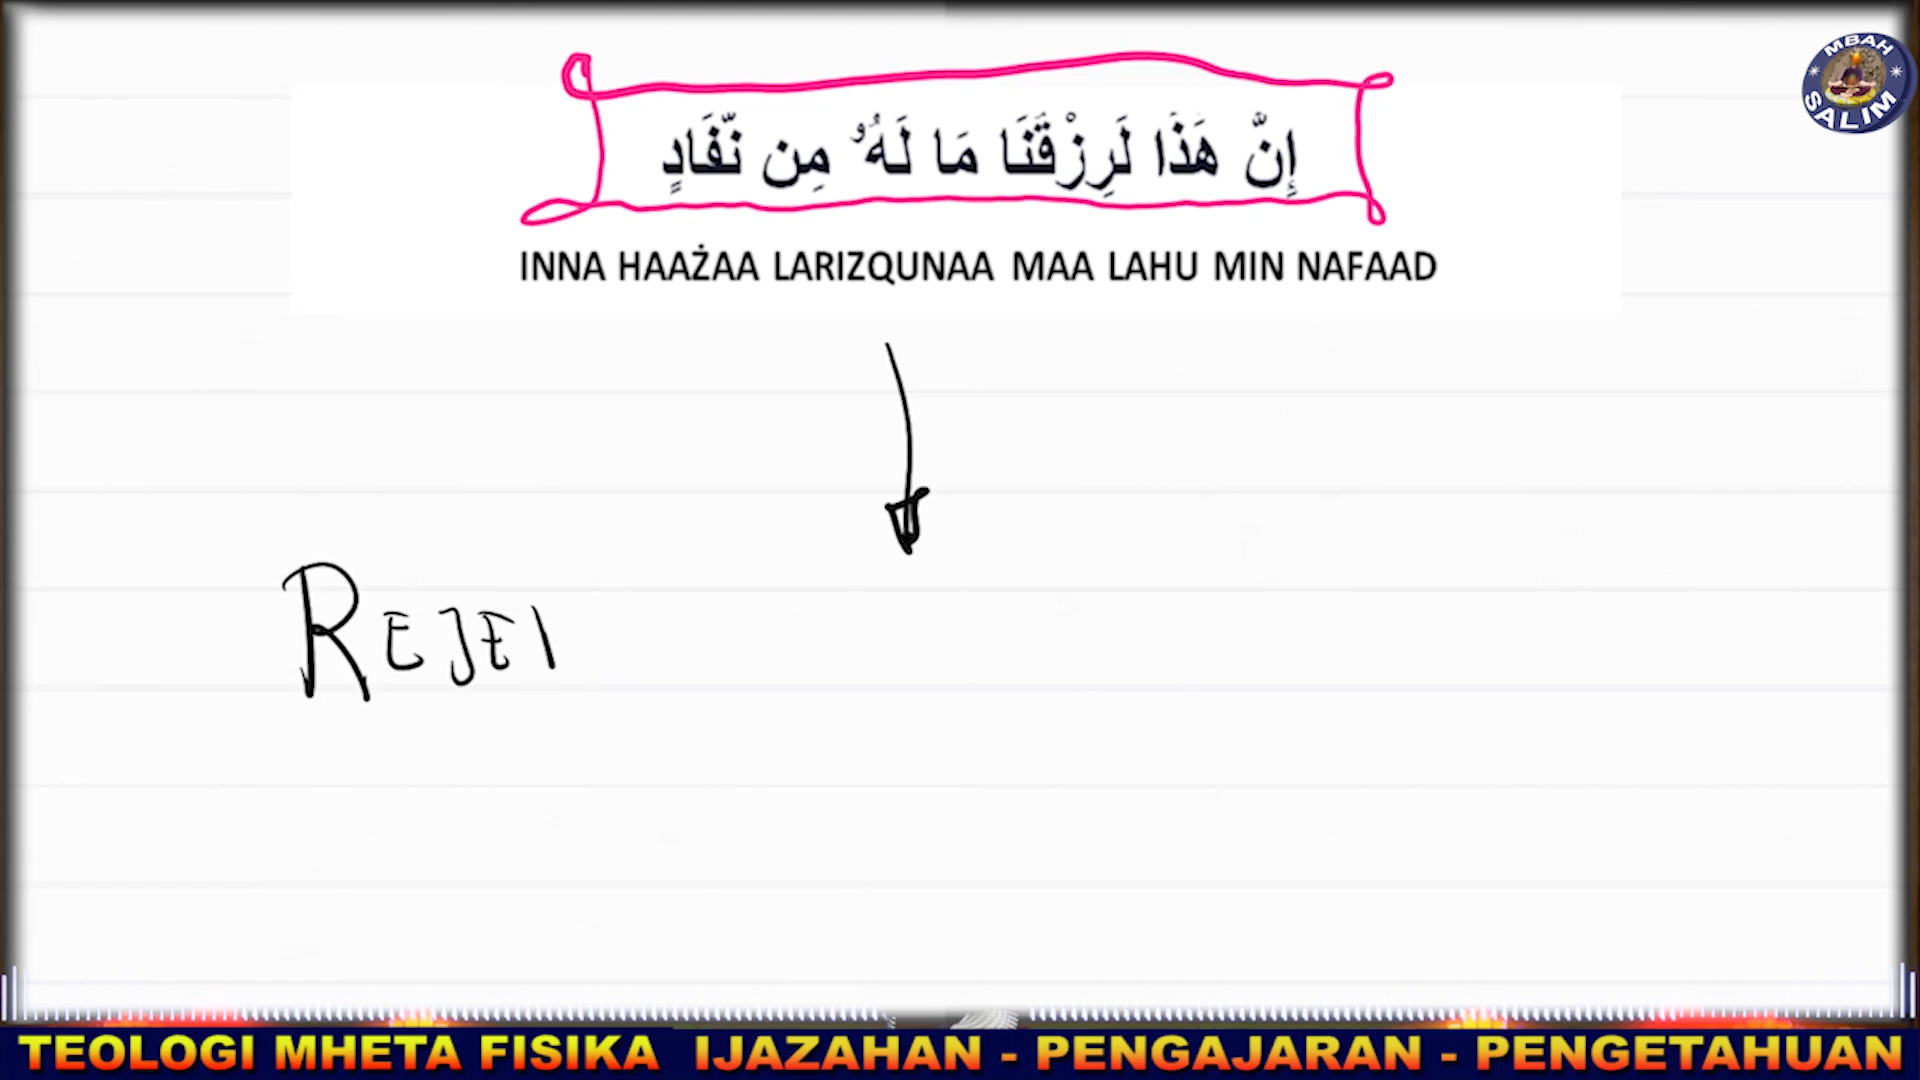 MBAH SALIM
إِنَّ هَذَا لَرِزْقُنَا مَا لَهُۥ مِن نَّفَادٍ
INNA HAAŻAA LARIZQUNAA MAA LAHU MIN NAFAAD
REJEI
TEOLOGI MHETA FISIKA IJAZAHAN - PENGAJARAN - PENGETAHUAN